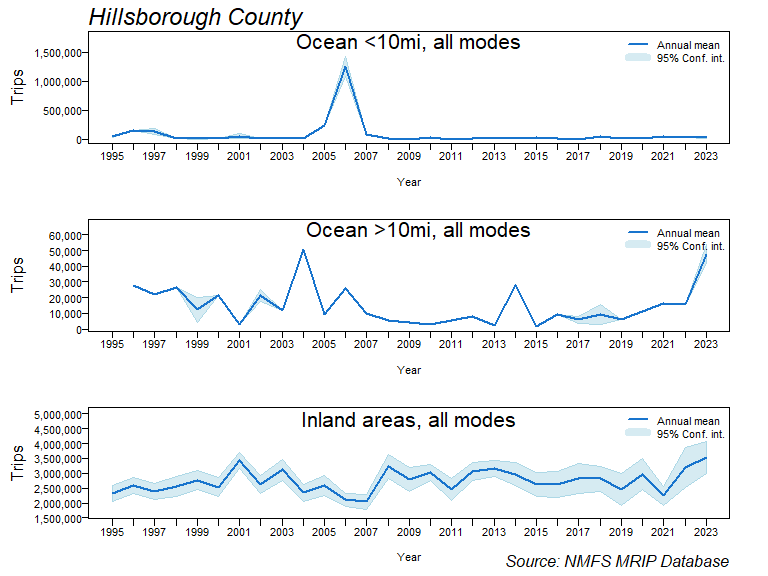 Hillsborough County
Ocean <10mi, all modes
Annual mean
95% Conf. int.
Trips
1,500,000
1,000,000
500,000
0
1995 1997 1999 2001 2003 2005 2007 2009 2011 2013 2015 2017 2019 2021 2023
Year
Ocean >10mi, all modes
Annual mean
95% Conf. int.
Trips
60,000
50,000
40,000
30,000
20,000
10,000
0
1995 1997 1999 2001 2003 2005 2007 2009 2011 2013 2015 2017 2019 2021 2023
Year
Inland areas, all modes
Annual mean
95% Conf. int.
Trips
5,000,000
4,500,000
4,000,000
3,500,000
3,000,000
2,500,000
2,000,000
1,500,000
1995 1997 1999 2001 2003 2005 2007 2009 2011 2013 2015 2017 2019 2021 2023
Year
Source: NMFS MRIP Database